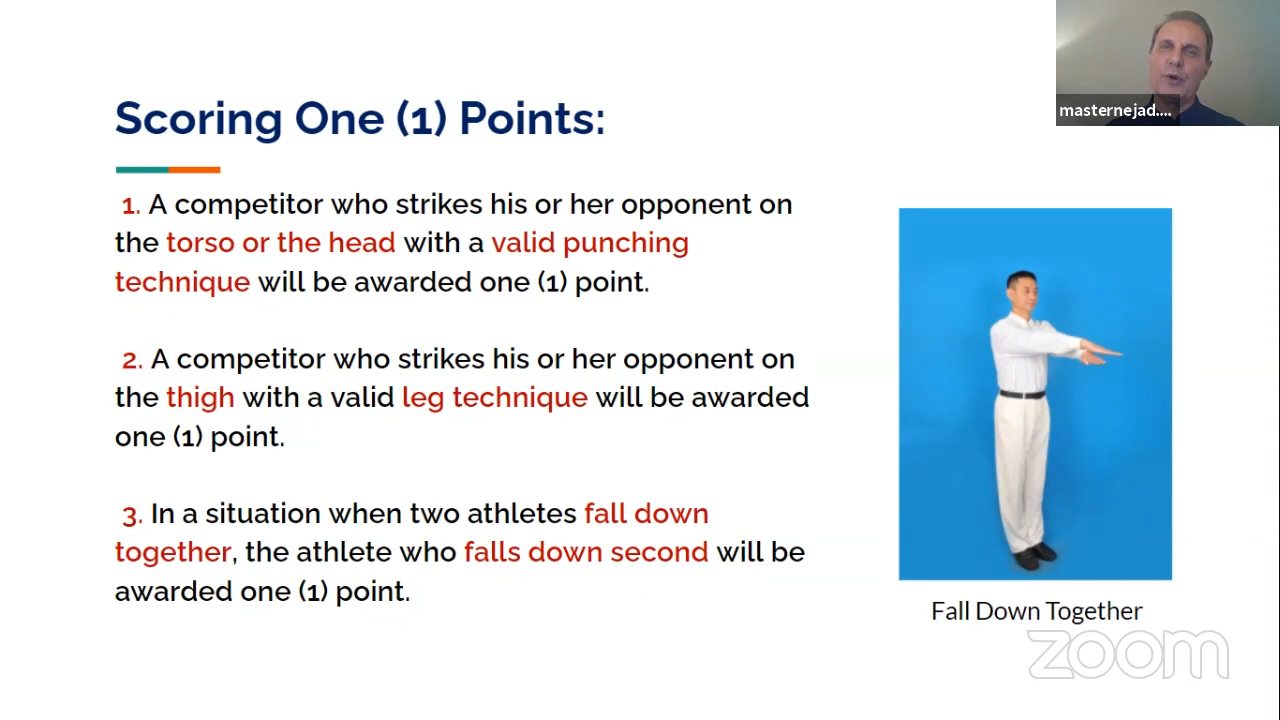 masternejad....
Scoring One (1) Points:
1. A competitor who strikes his or her opponent on
the torso or the head with a valid punching
technique will be awarded one (1) point.
2. A competitor who strikes his or her opponent on
the thigh with a valid leg technique will be awarded
one (1) point.
3. In a situation when two athletes fall down
together, the athlete who falls down second will be
awarded one (1) point.
Fall Down Together
zoom